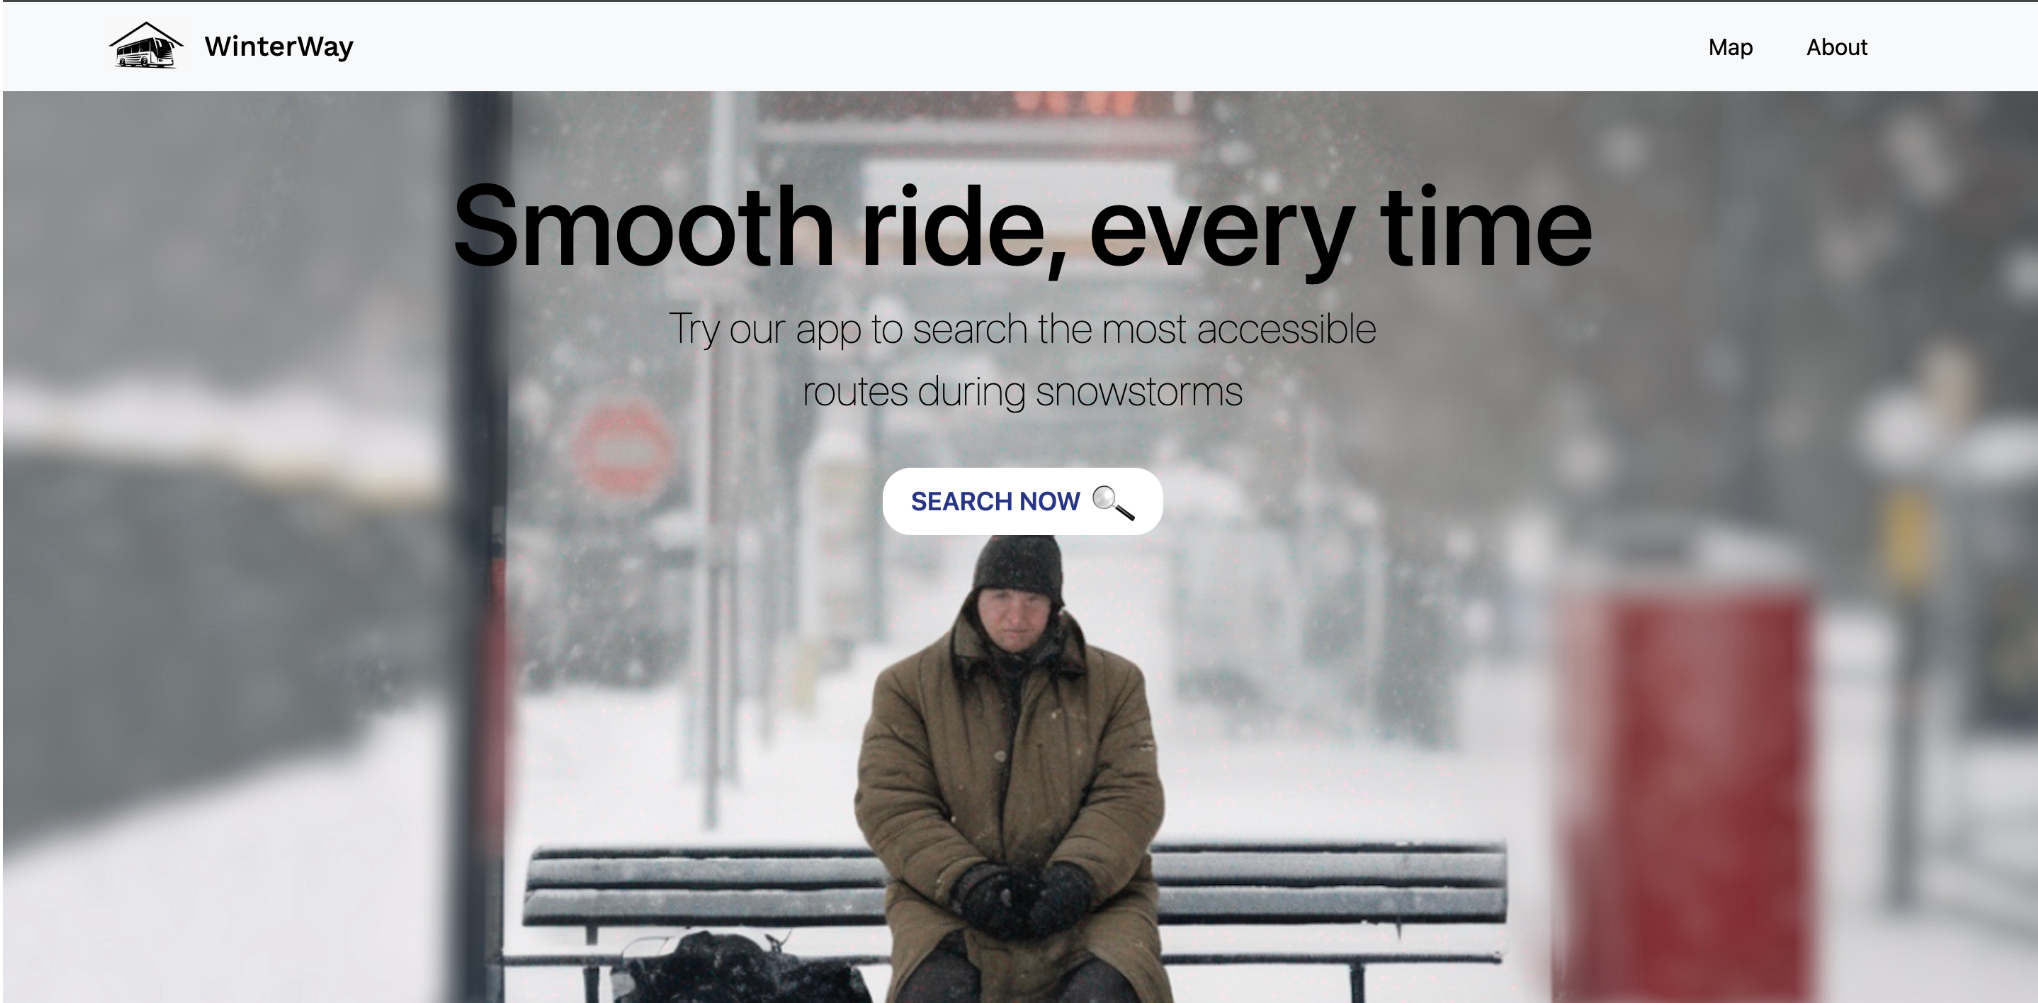 WinterWay
Map
About
Smooth ride, every time
Try our app to search the most accessible
routes during snowstorms
SEARCH NOW